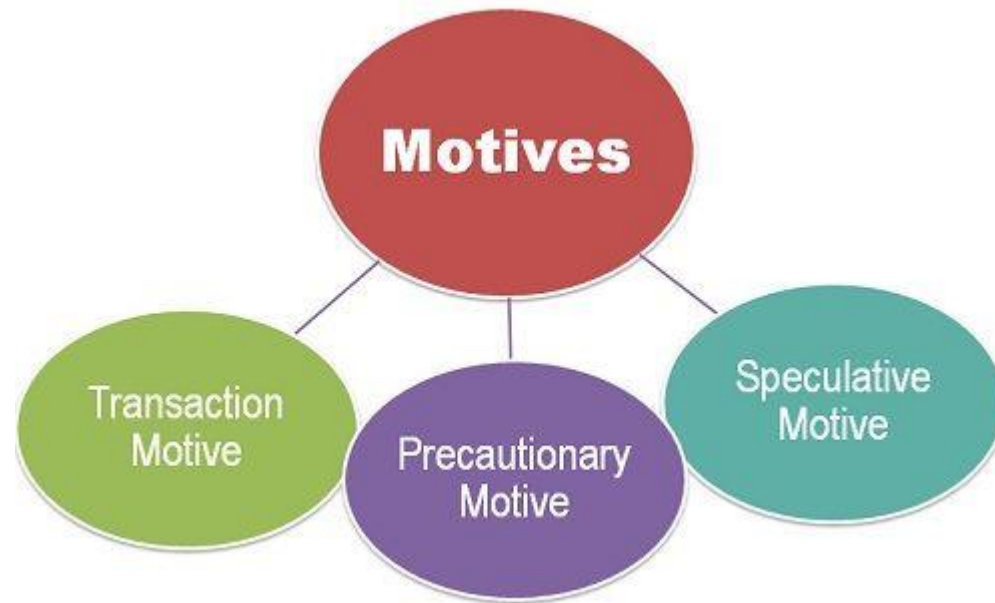 Motives
Transaction
Motive
Precautionary
Motive
Speculative
Motive